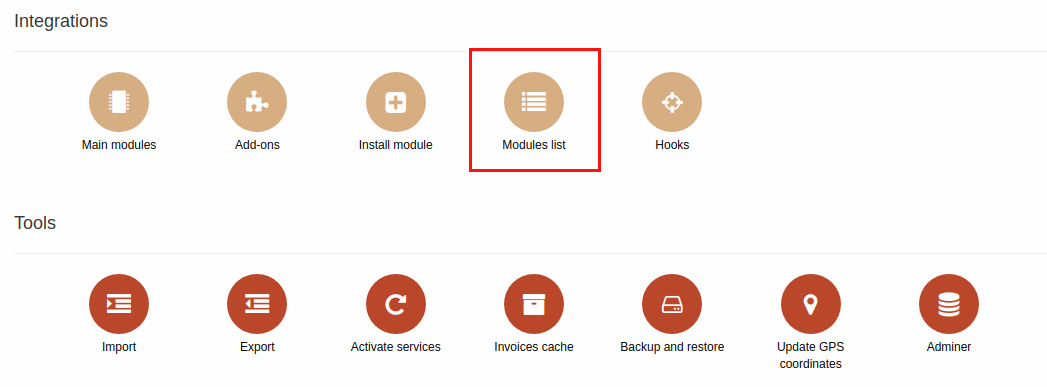 Integrations
Main modules
Add-ons
Install module
Modules list
Hooks
Tools
Import
Export
Activate services
Invoices cache
Backup and restore
Update GPS
coordinates
Adminer